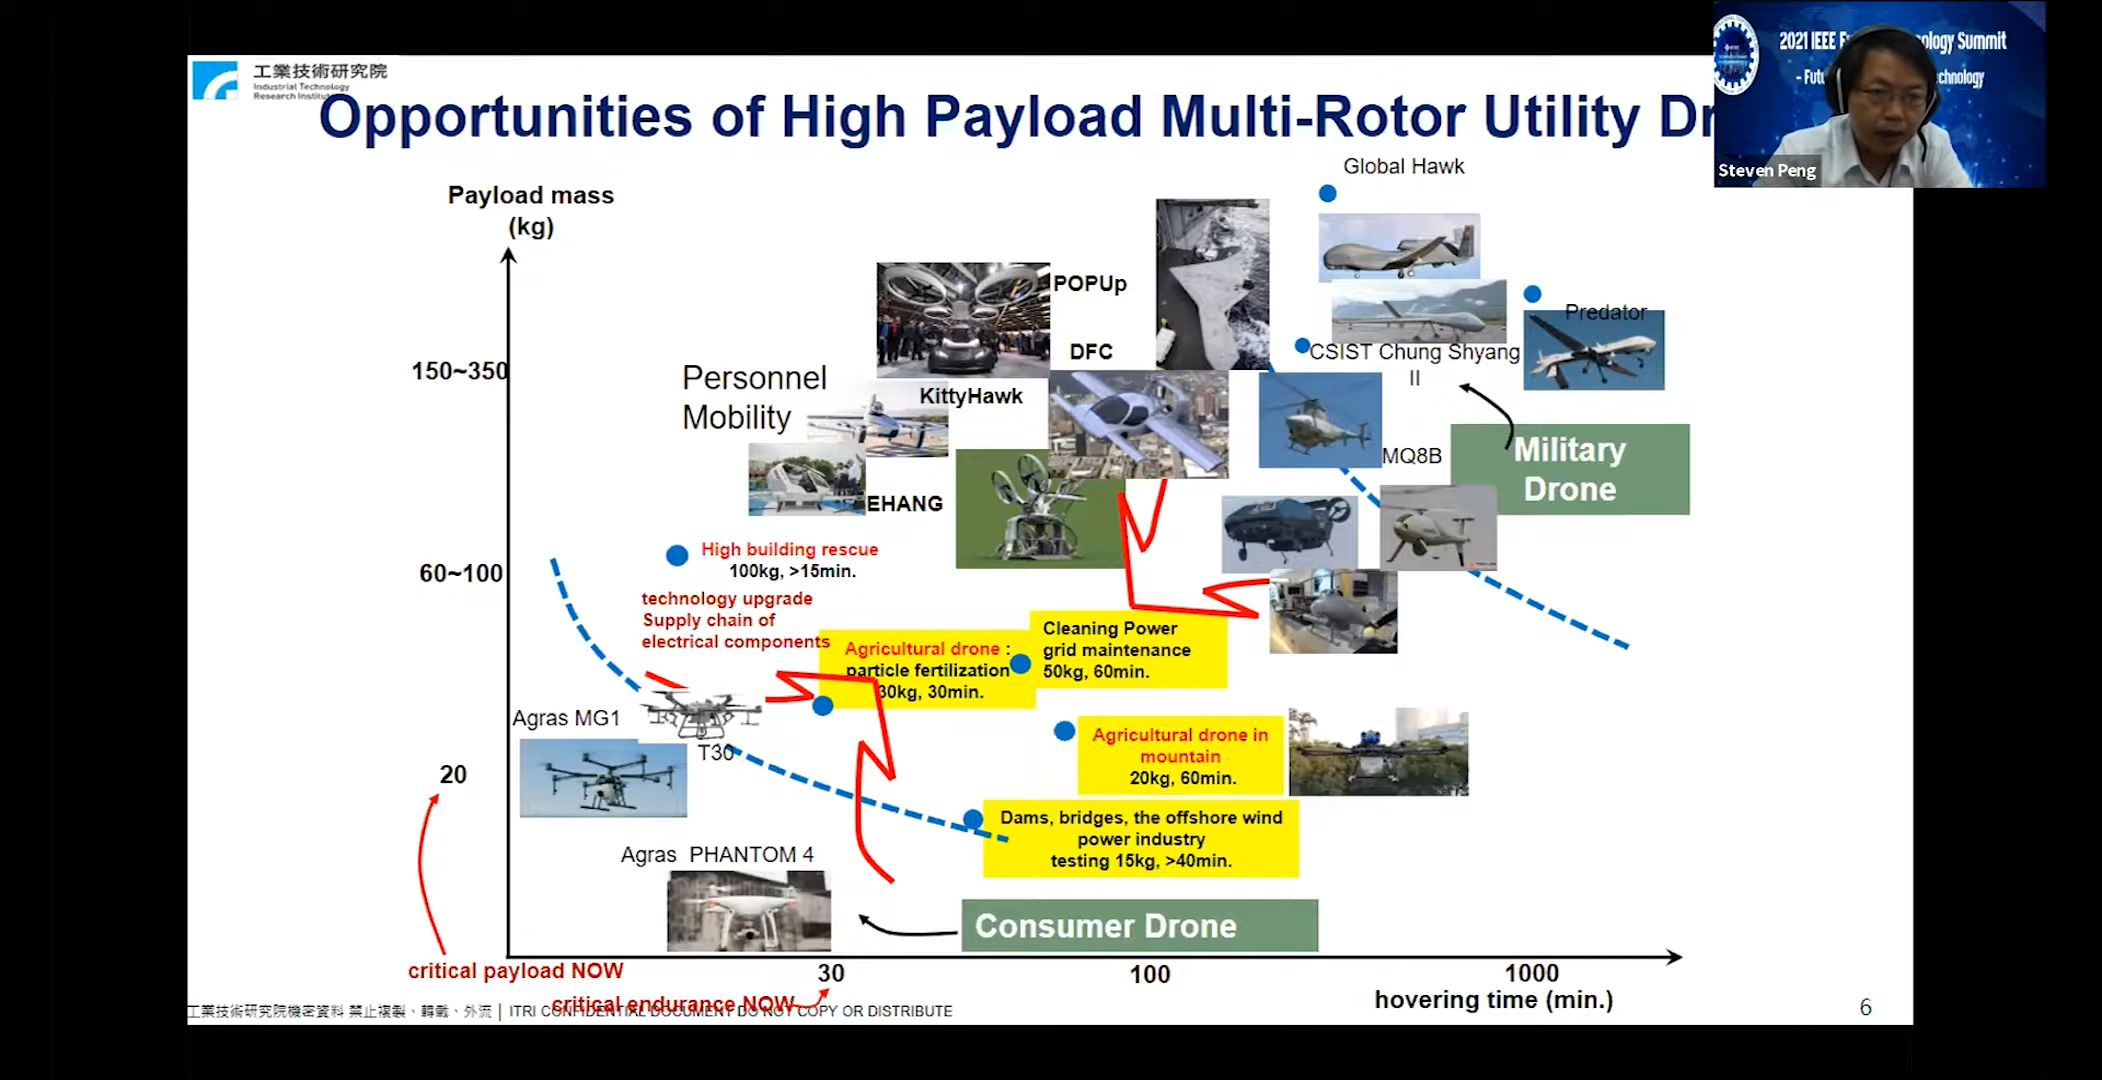 工業技術研究院
Industrial Technology
Research Institute
Opportunities of High Payload Multi-Rotor Utility Dr
2021 IEEE
ology Summit
echnology
Steven Peng
Payload mass
(kg)
Global Hawk
POPUp
Predator
DFC
CSIST Chung Shyang
II
150~350
Personnel
Mobility
KittyHawk
Military
Drone
MQ8B
EHANG
High building rescue
100kg, >15min.
60~100
technology upgrade
Supply chain of
electrical components
Agricultural drone :
particle fertilization
30kg, 30min.
Cleaning Power
grid maintenance
50kg, 60min.
Agras MG1
T30
Agricultural drone in
mountain
20kg, 60min.
20
Dams, bridges, the offshore wind
power industry
testing 15kg, >40min.
Agras PHANTOM 4
Consumer Drone
critical payload NOW
30
100
1000
critical endurance NOW
hovering time (min.)
工業技術研究院機密資料 禁止複製、轉載、外流 | ITRI CONFIDENTIAL DOCUMENT DO NOT COPY OR DISTRIBUTE
6